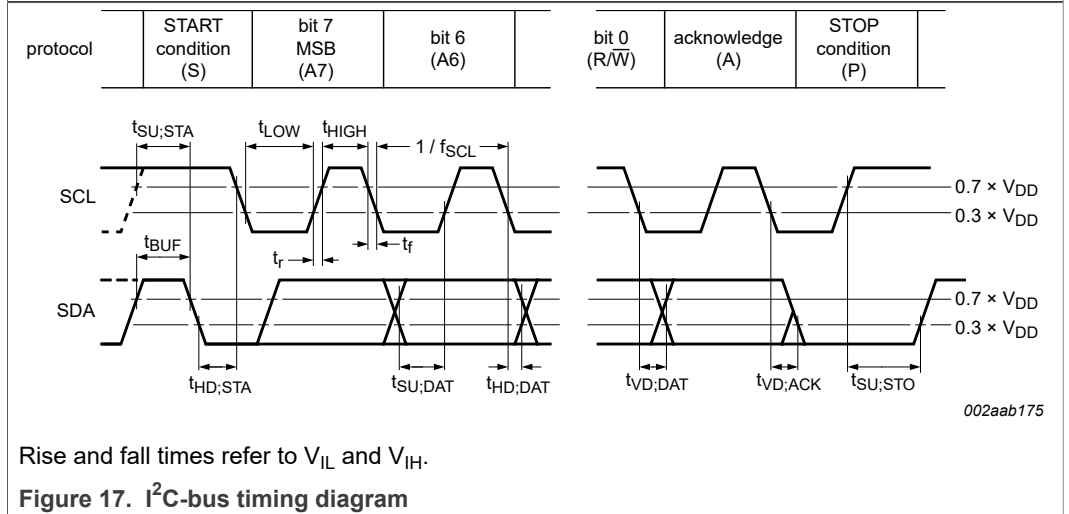 protocol
START
condition
(S)
bit 7
MSB
(A7)
bit 6
(A6)
bit 0
(R/W̅)
acknowledge
(A)
STOP
condition
(P)
tSU;STA
tLOW
tHIGH
1 / fSCL
SCL
0.7 × VDD
0.3 × VDD
tBUF
tr
tf
SDA
0.7 × VDD
0.3 × VDD
tHD;STA
tSU;DAT
tHD;DAT
tVD;DAT
tVD;ACK
tSU;STO
002aab175
Rise and fall times refer to VIL and VIH.
Figure 17. I²C-bus timing diagram